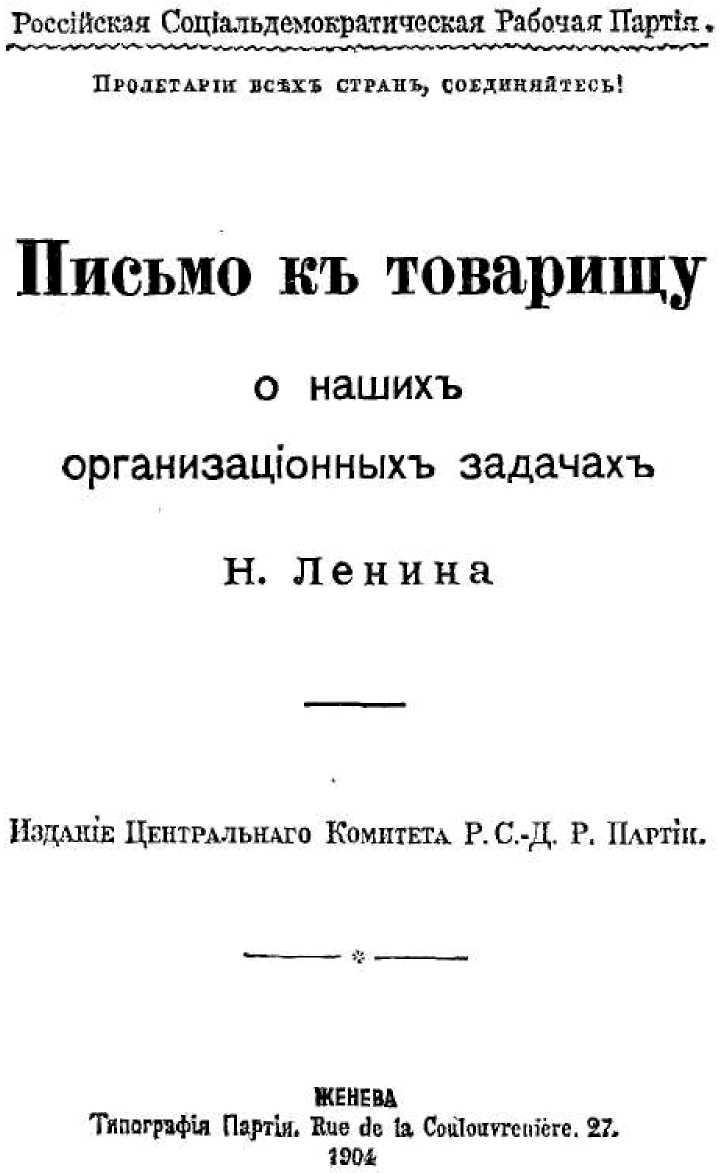 Россійская Соціальдемократическая Рабочая Партія.
Пролетаріи всѣхъ странъ, соединяйтесь!
Письмо къ товарищу
о нашихъ
организаціонныхъ задачахъ
Н. Ленина
Изданіе Центральнаго Комитета Р. С.-Д. Р. Партіи.
ЖЕНЕВА
Типографія Партіи. Rue de la Coulouvrenière. 27.
1904